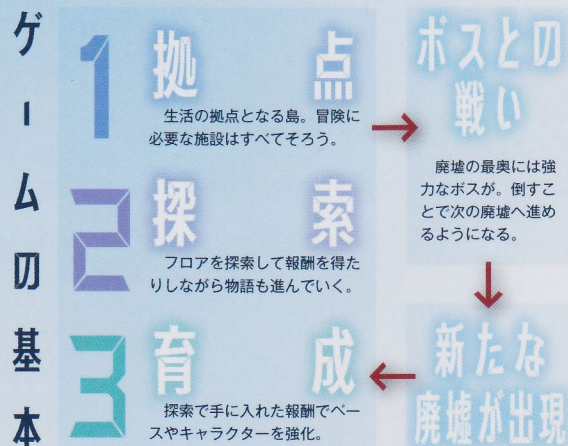 ゲームの基本
1
拠点
生活の拠点となる島。冒険に
必要な施設はすべてそろう。
2
探索
フロアを探索して報酬を得た
りしながら物語も進んでいく。
3
育成
探索で手に入れた報酬でベー
スやキャラクターを強化。
ボスとの
戦い
廃墟の最奥には強
力なボスが。倒すこ
とで次の廃墟へ進め
るようになる。
新たな
廃墟が出現